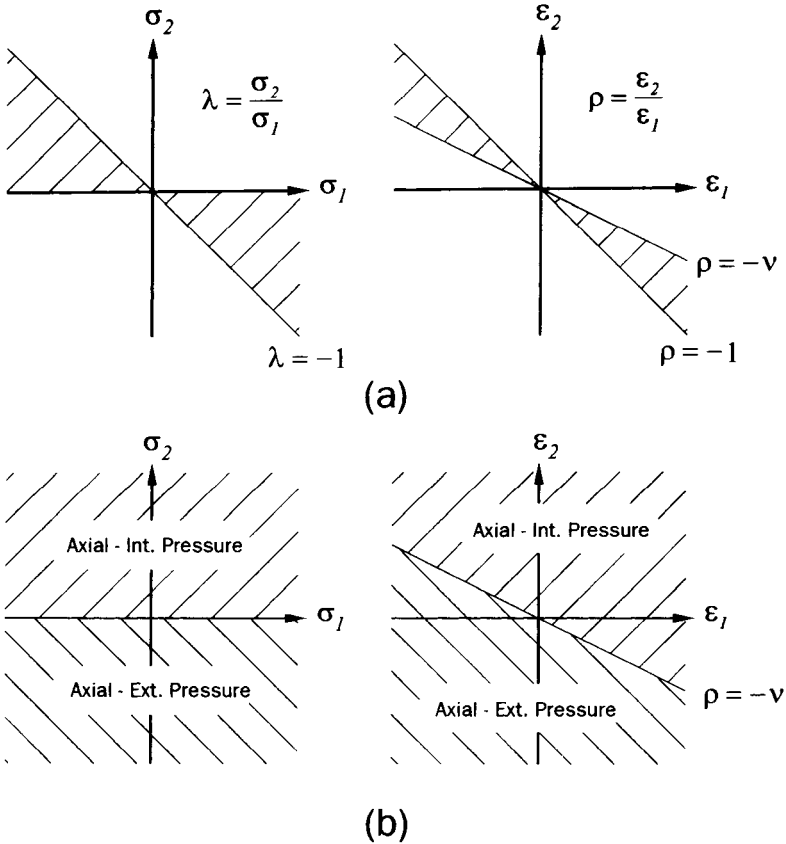 σ2
λ = σ2/σ1
σ1
λ = −1
ε2
ρ = ε2/ε1
ε1
ρ = −ν
ρ = −1
(a)
σ2
Axial - Int. Pressure
σ1
Axial - Ext. Pressure
ε2
Axial - Int. Pressure
ε1
ρ = −ν
Axial - Ext. Pressure
(b)